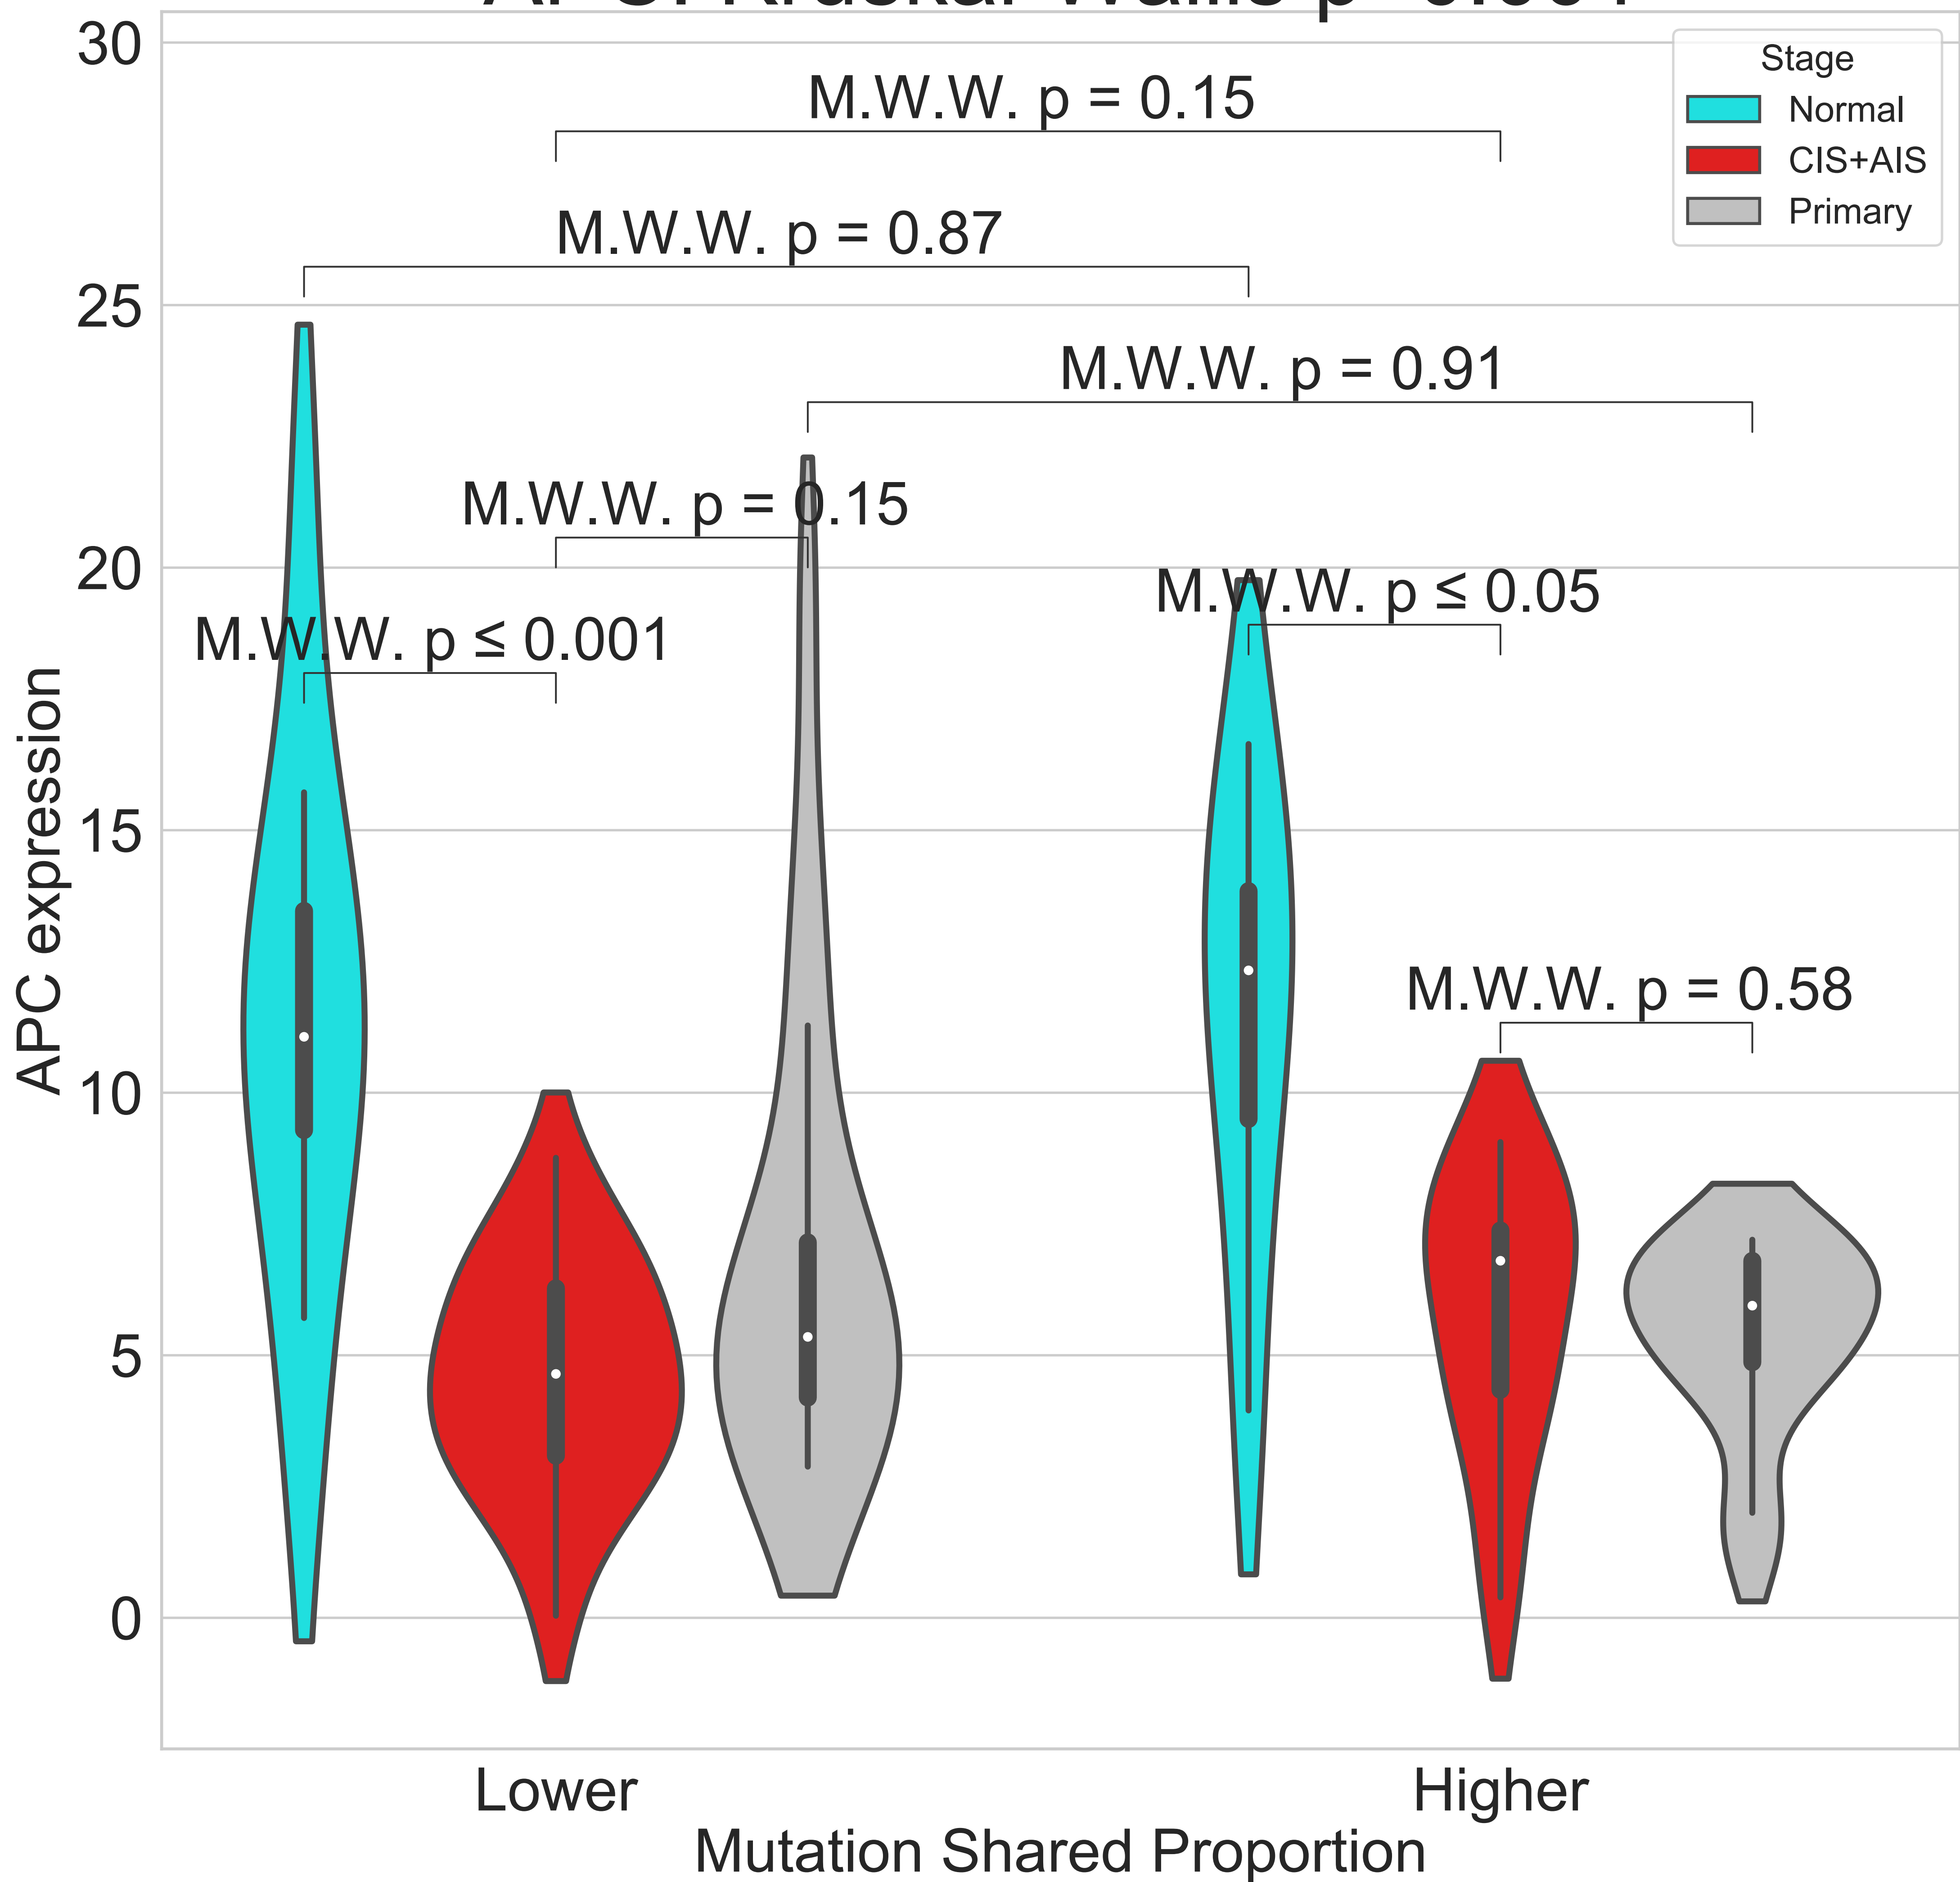 30
Stage
Normal
CIS+AIS
Primary
M.W.W. p = 0.15
M.W.W. p = 0.87
25
M.W.W. p = 0.91
M.W.W. p = 0.15
20
M.W.W. p ≤ 0.05
M.W.W. p ≤ 0.001
15
APC expression
M.W.W. p = 0.58
10
5
0
Lower
Higher
Mutation Shared Proportion